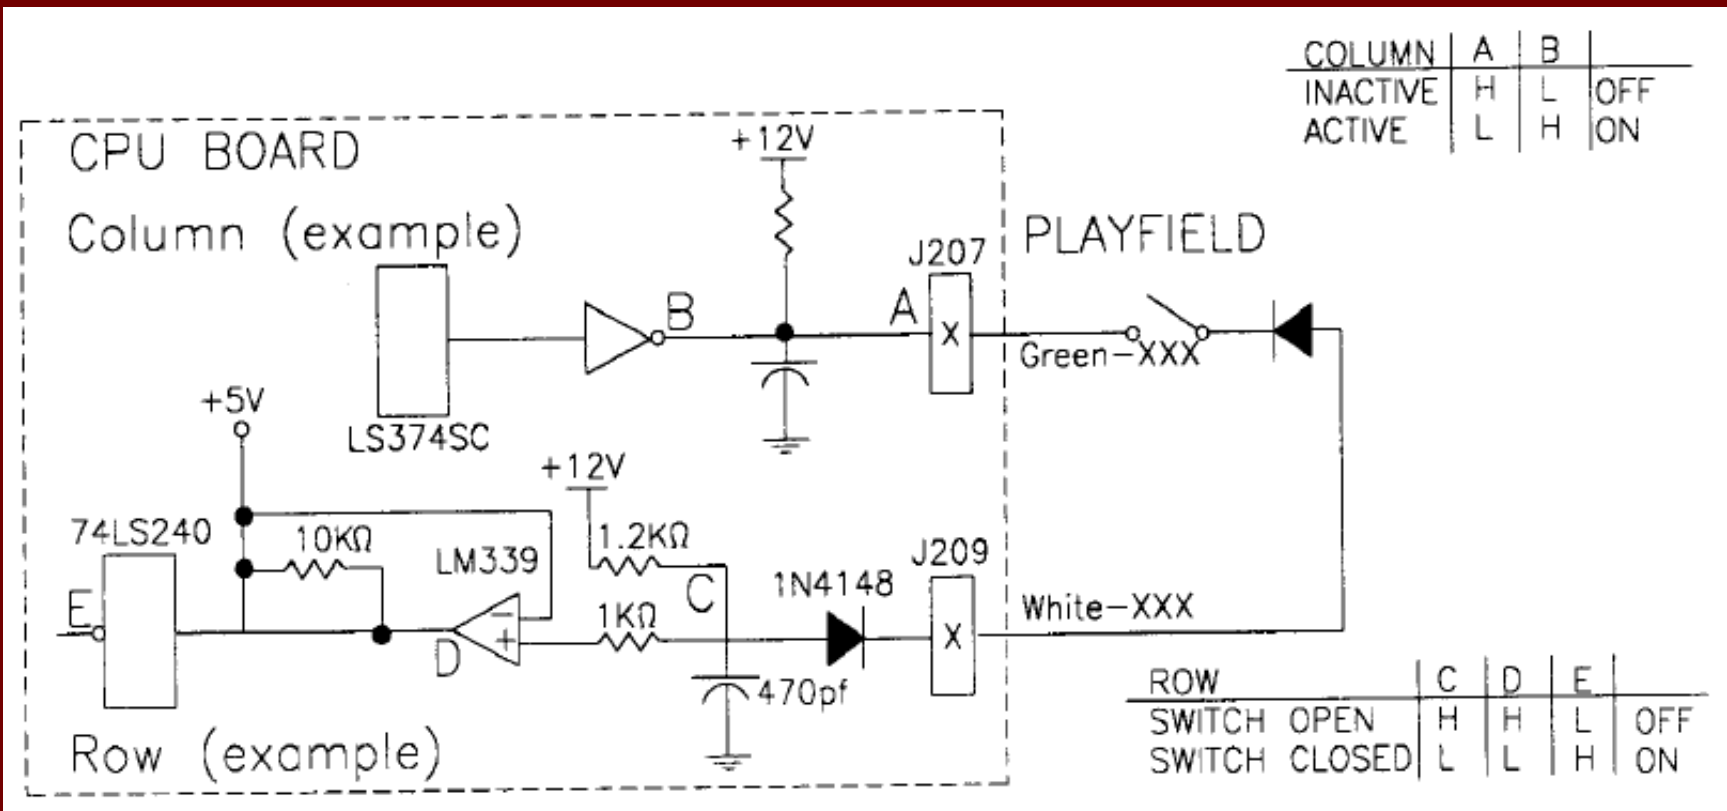 COLUMN A B
INACTIVE H L OFF
ACTIVE L H ON
CPU BOARD
+12V
Column (example)
PLAYFIELD
J207
B
A
X
Green-XXX
+5V
LS374SC
+12V
74LS240
10KΩ
LM339
1.2KΩ
J209
C
1N4148
E
1KΩ
White-XXX
−
+
X
D
470pf
Row (example)
ROW C D E
SWITCH OPEN H H L OFF
SWITCH CLOSED L L H ON